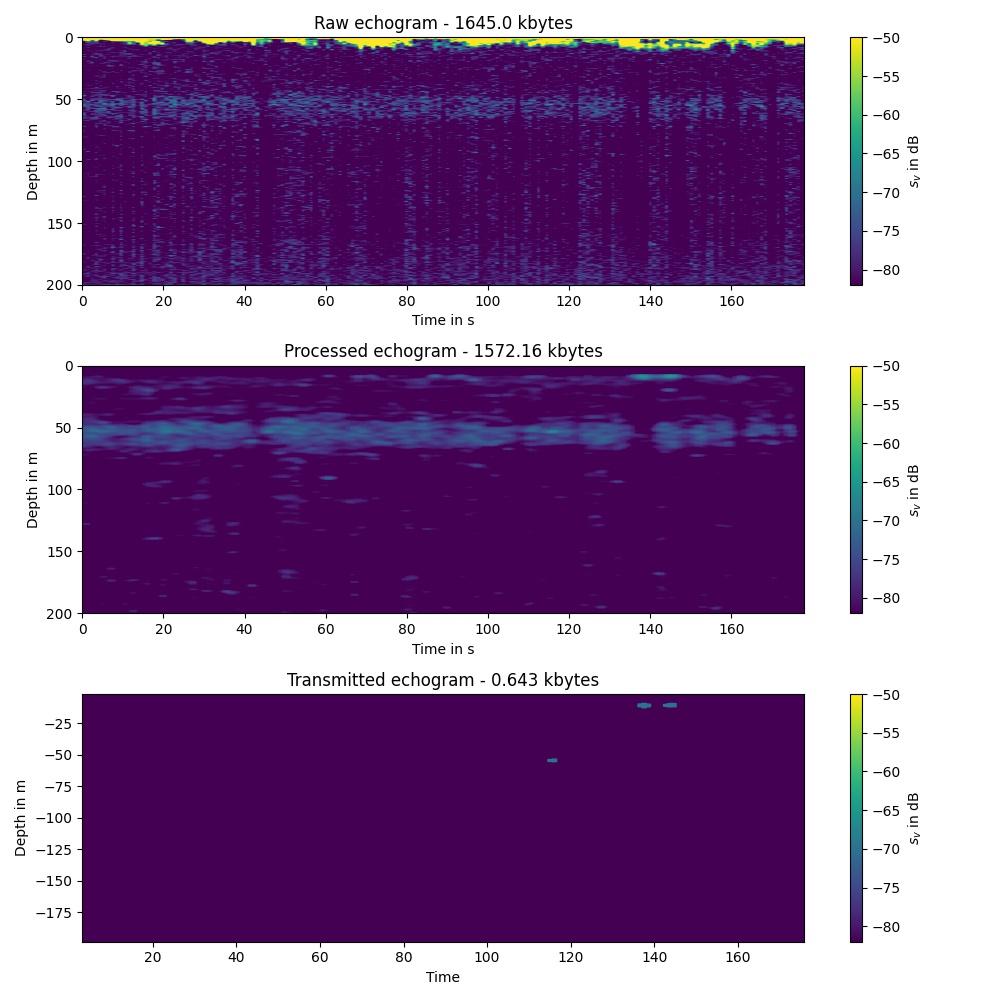 Raw echogram - 1645.0 kbytes
0
50
100
150
200
Depth in m
0 20 40 60 80 100 120 140 160
Time in s
−50
−55
−60
−65
−70
−75
−80
sv in dB
Processed echogram - 1572.16 kbytes
0
50
100
150
200
Depth in m
0 20 40 60 80 100 120 140 160
Time in s
−50
−55
−60
−65
−70
−75
−80
sv in dB
Transmitted echogram - 0.643 kbytes
−25
−50
−75
−100
−125
−150
−175
Depth in m
20 40 60 80 100 120 140 160
Time
−50
−55
−60
−65
−70
−75
−80
sv in dB